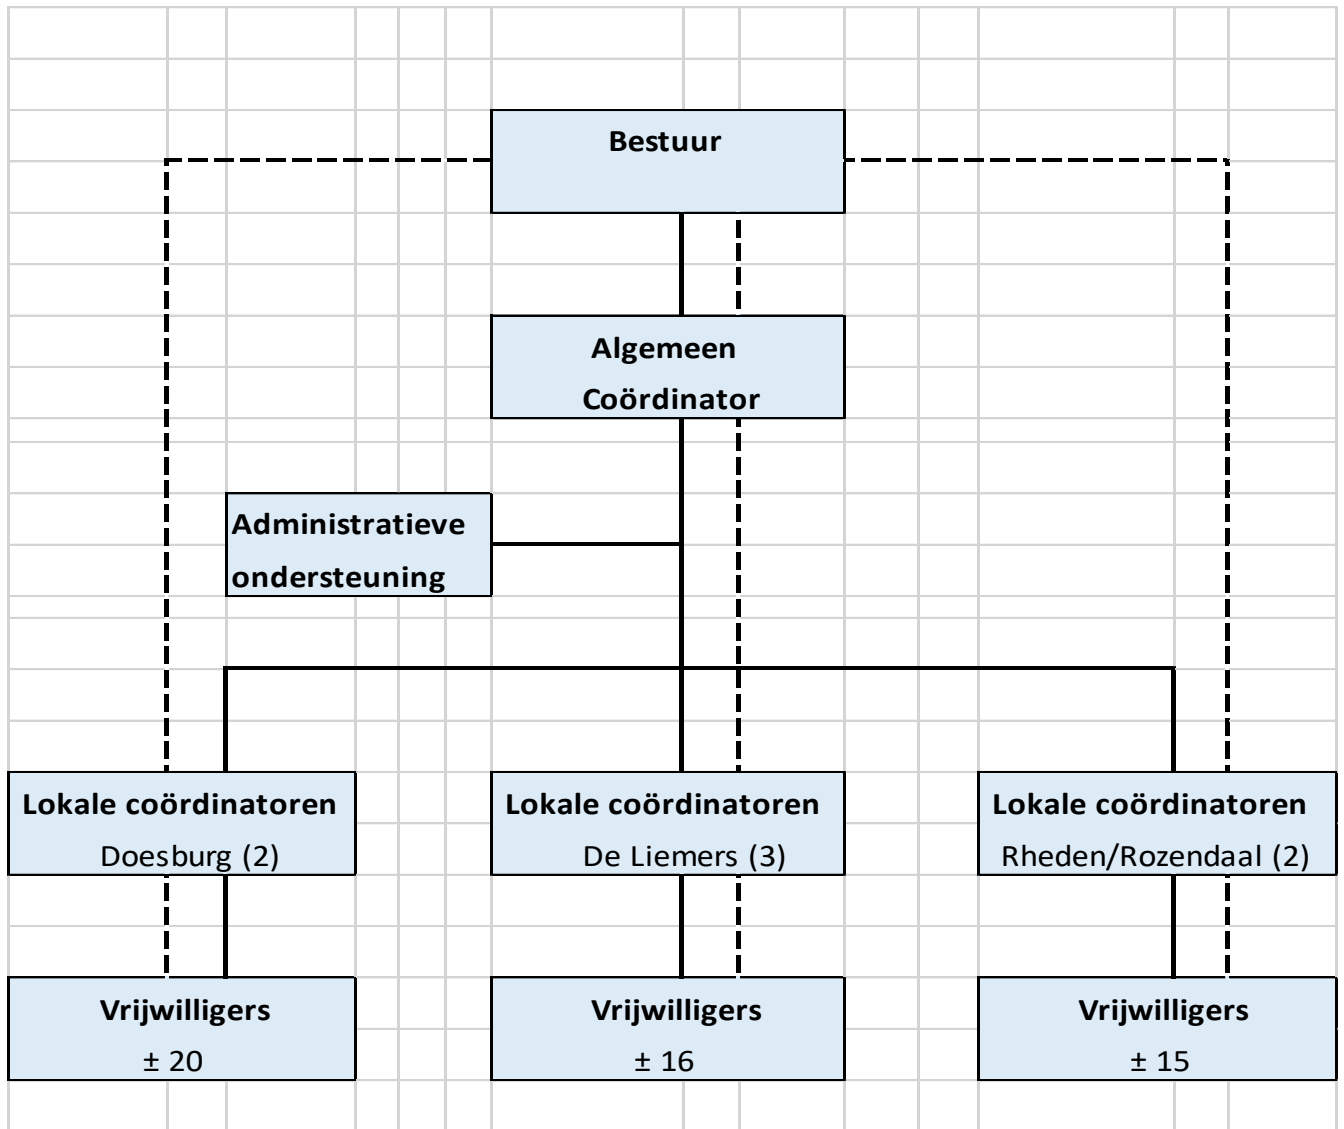 Bestuur
Algemeen
Coördinator
Administratieve
ondersteuning
Lokale coördinatoren
Doesburg (2)
Lokale coördinatoren
De Liemers (3)
Lokale coördinatoren
Rheden/Rozendaal (2)
Vrijwilligers
± 20
Vrijwilligers
± 16
Vrijwilligers
± 15